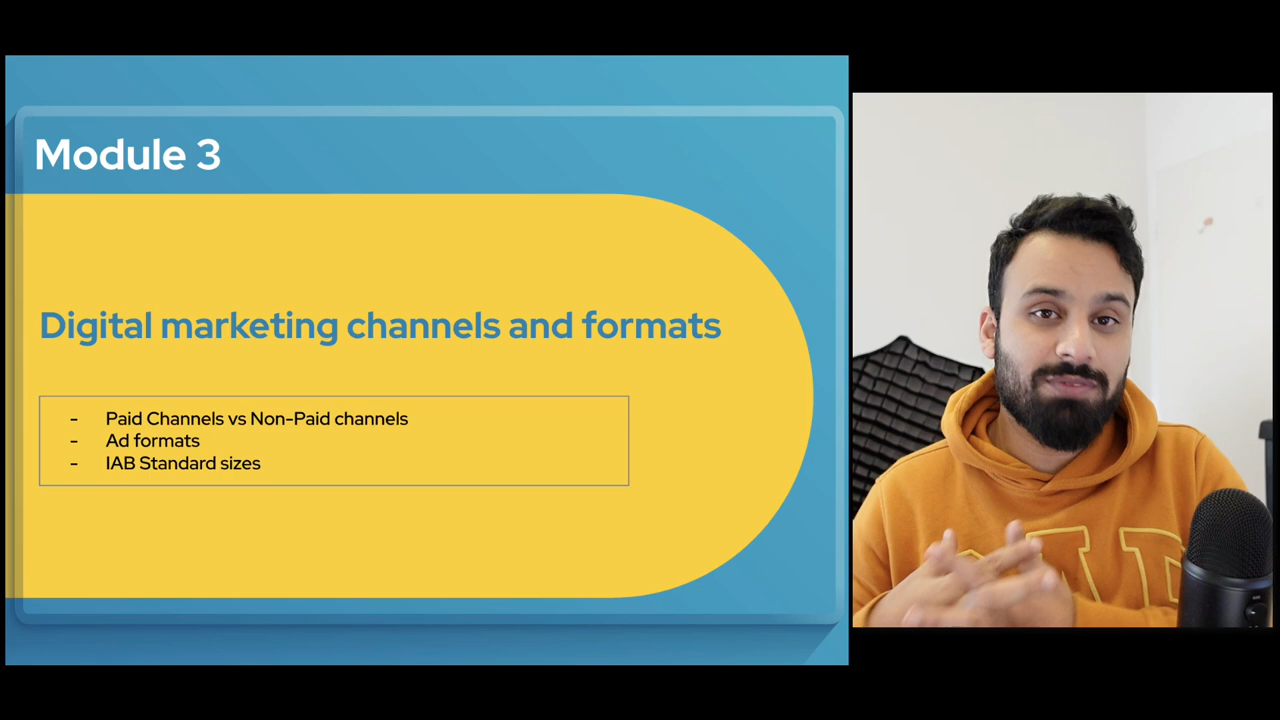 Module 3
Digital marketing channels and formats
- Paid Channels vs Non-Paid channels
- Ad formats
- IAB Standard sizes